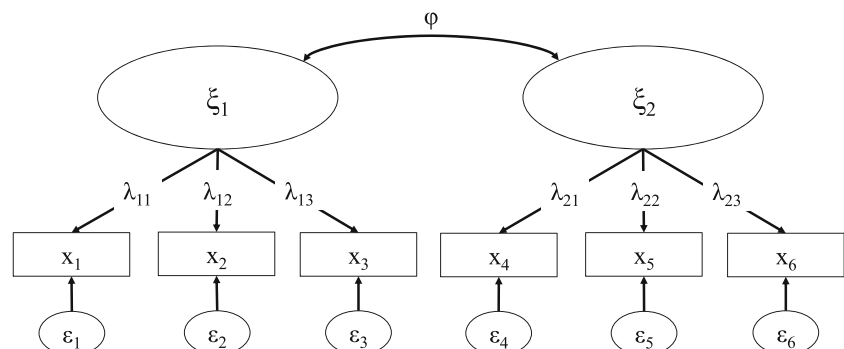 φ
ξ₁ ξ₂
λ₁₁ λ₁₂ λ₁₃ λ₂₁ λ₂₂ λ₂₃
x₁ x₂ x₃ x₄ x₅ x₆
ε₁ ε₂ ε₃ ε₄ ε₅ ε₆